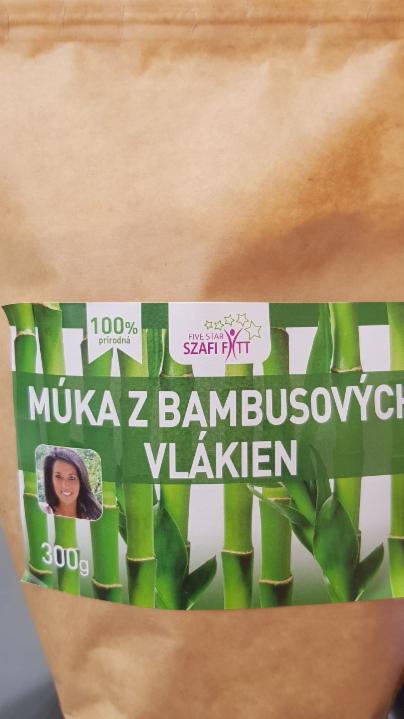 100%
prírodná
FIVE STAR
SZAFI FITT
MÚKA Z BAMBUSOVÝCH
VLÁKIEN
300g